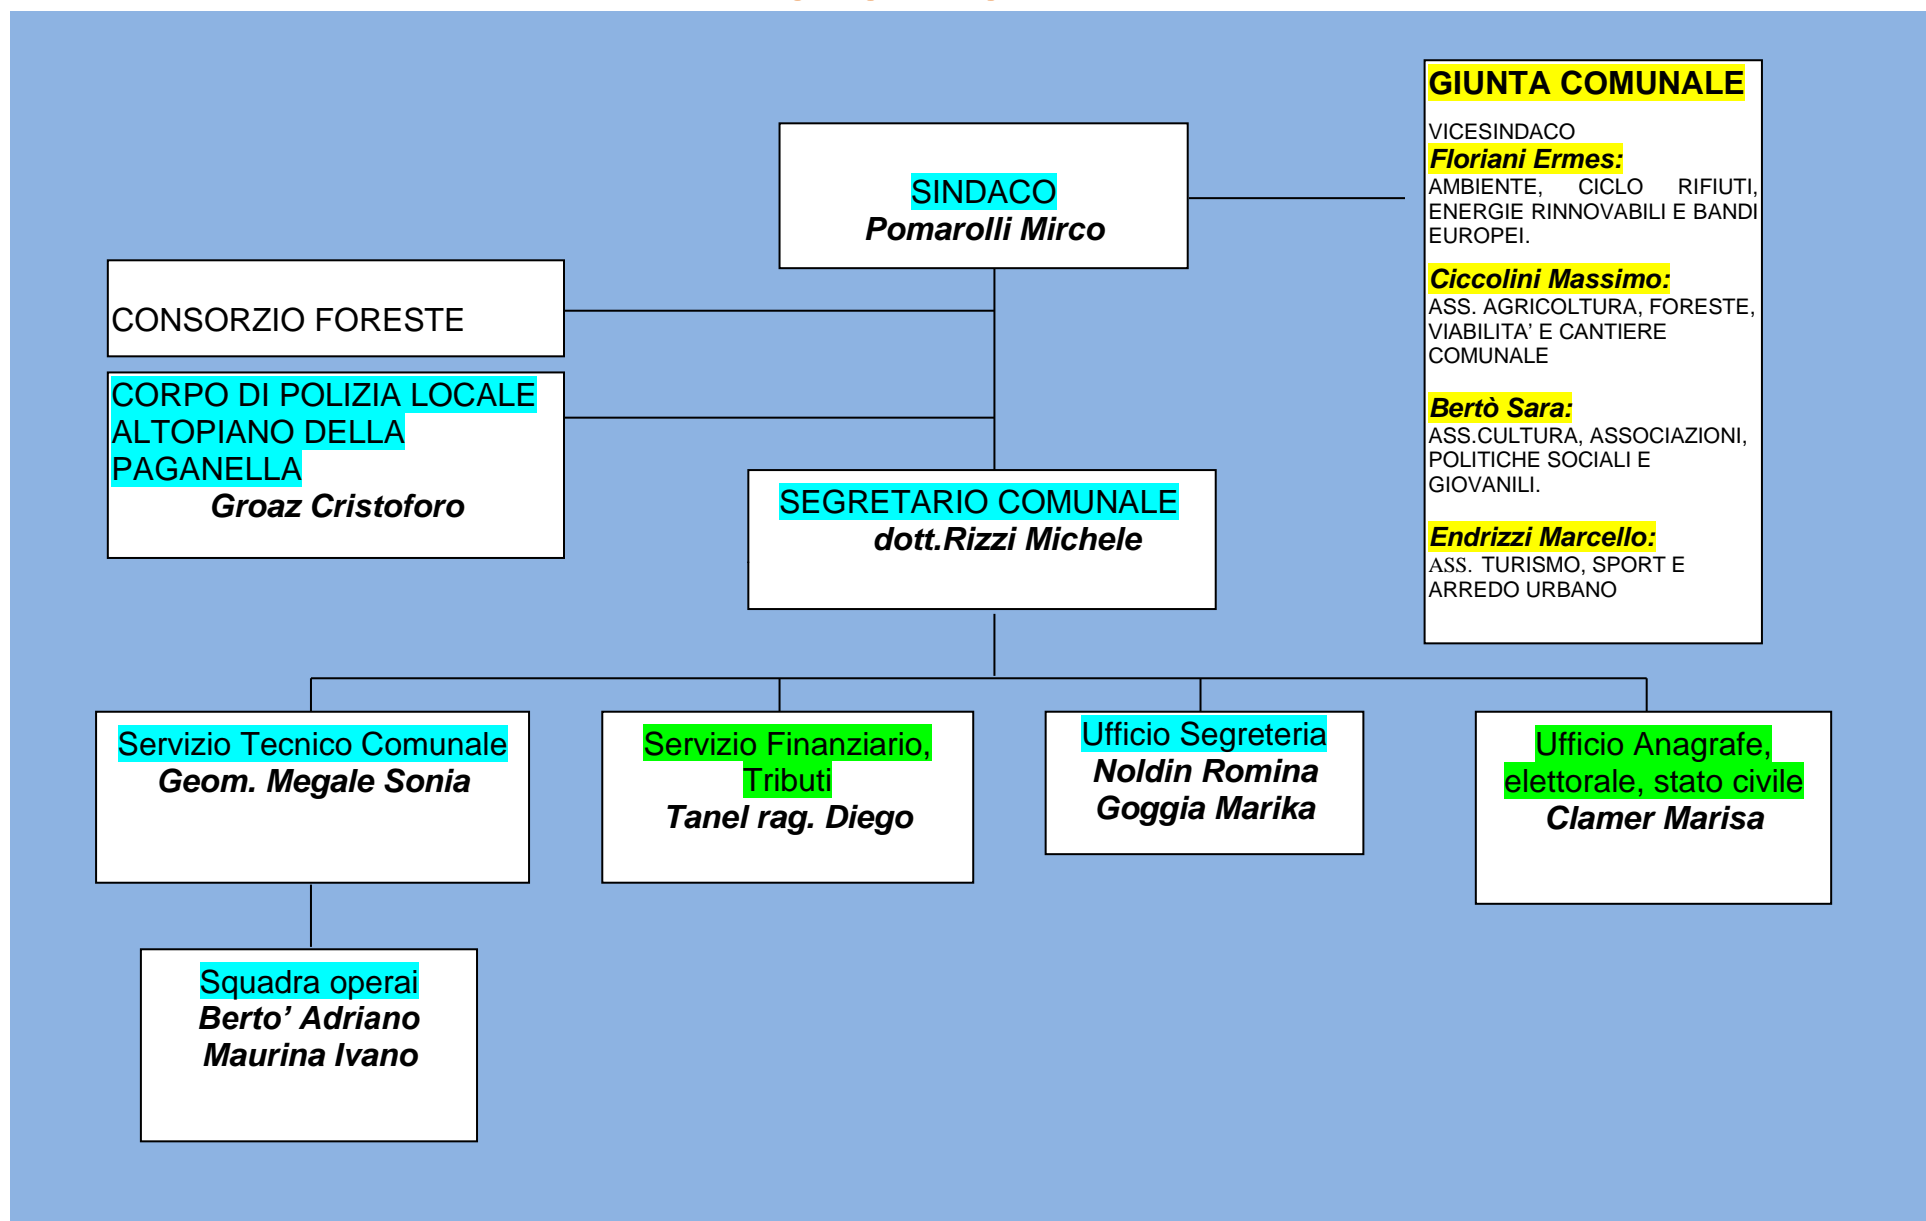 GIUNTA COMUNALE
VICESINDACO
Floriani Ermes:
AMBIENTE, CICLO RIFIUTI,
ENERGIE RINNOVABILI E BANDI
EUROPEI.
Ciccolini Massimo:
ASS. AGRICOLTURA, FORESTE,
VIABILITA’ E CANTIERE
COMUNALE
Bertò Sara:
ASS.CULTURA, ASSOCIAZIONI,
POLITICHE SOCIALI E
GIOVANILI.
Endrizzi Marcello:
ASS. TURISMO, SPORT E
ARREDO URBANO
SINDACO
Pomarolli Mirco
CONSORZIO FORESTE
CORPO DI POLIZIA LOCALE
ALTOPIANO DELLA
PAGANELLA
Groaz Cristoforo
SEGRETARIO COMUNALE
dott.Rizzi Michele
Servizio Tecnico Comunale
Geom. Megale Sonia
Servizio Finanziario,
Tributi
Tanel rag. Diego
Ufficio Segreteria
Noldin Romina
Goggia Marika
Ufficio Anagrafe,
elettorale, stato civile
Clamer Marisa
Squadra operai
Berto’ Adriano
Maurina Ivano